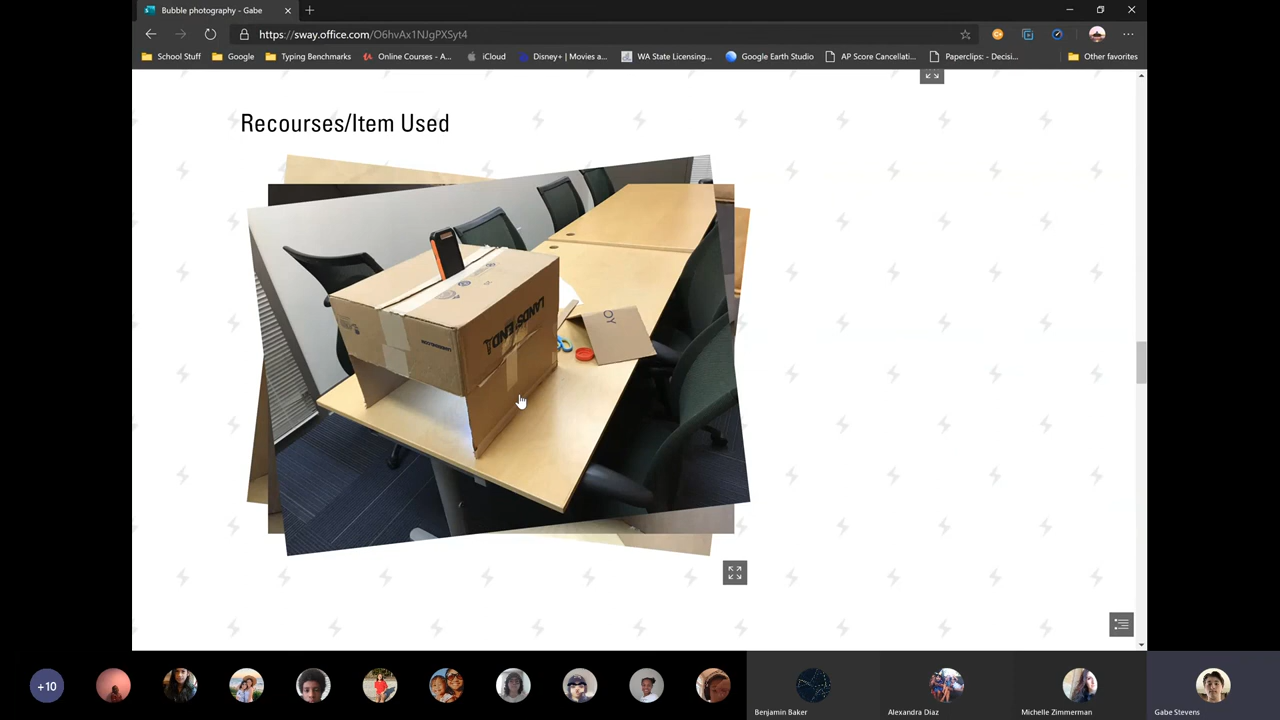 Bubble photography - Gabe
https://sway.office.com/O6hvAx1NJgPXSyt4
School Stuff Google Typing Benchmarks Online Courses - A... iCloud Disney+ | Movies a... WA State Licensing... Google Earth Studio AP Score Cancellati... Paperclips: - Decisi... Other favorites
Recourses/Item Used
LANDS' END
+10
Benjamin Baker Alexandra Diaz Michelle Zimmerman Gabe Stevens